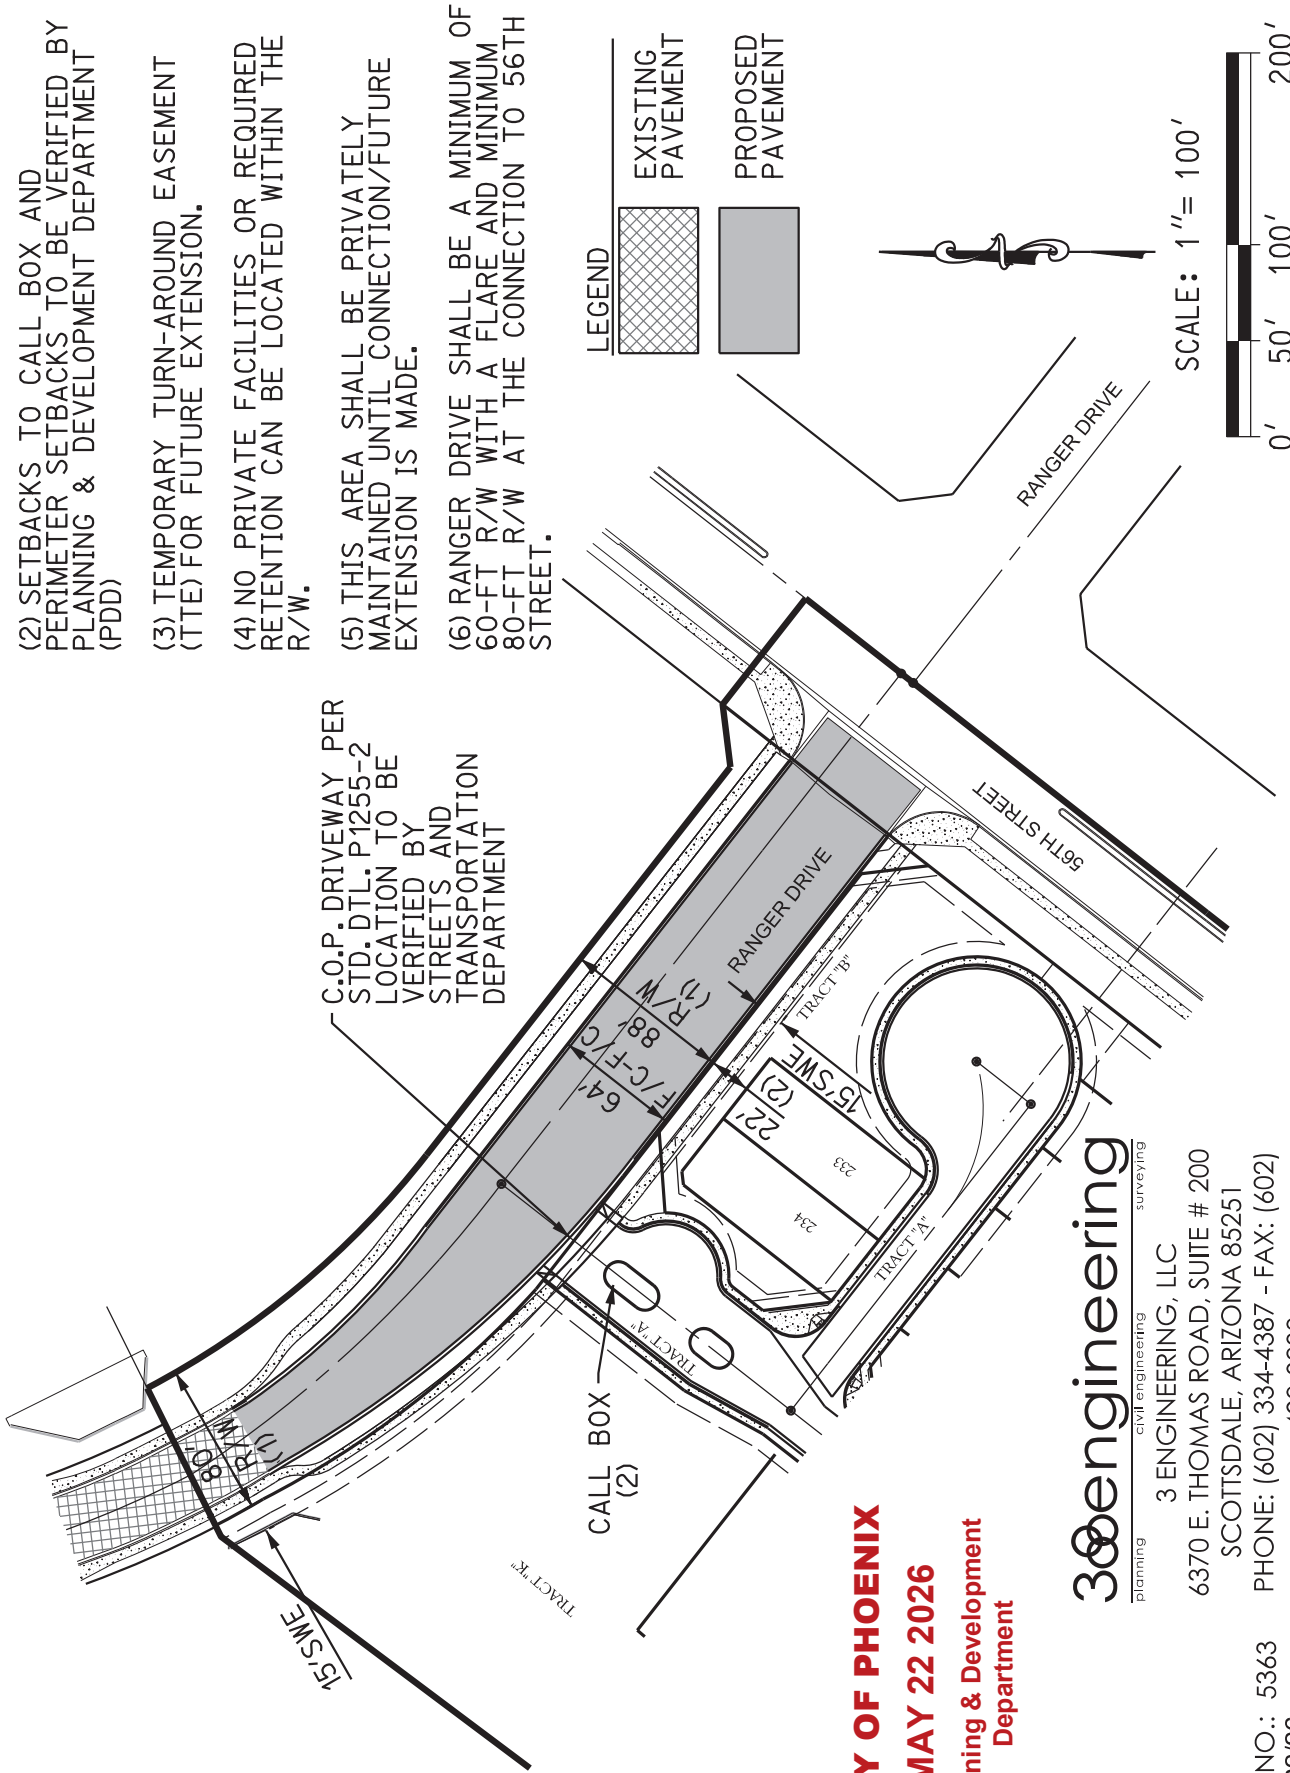 (2) SETBACKS TO CALL BOX AND
PERIMETER SETBACKS TO BE VERIFIED BY
PLANNING & DEVELOPMENT DEPARTMENT
(PDD)
(3) TEMPORARY TURN-AROUND EASEMENT
(TTE) FOR FUTURE EXTENSION.
(4) NO PRIVATE FACILITIES OR REQUIRED
RETENTION CAN BE LOCATED WITHIN THE
R/W.
(5) THIS AREA SHALL BE PRIVATELY
MAINTAINED UNTIL CONNECTION/FUTURE
EXTENSION IS MADE.
(6) RANGER DRIVE SHALL BE A MINIMUM OF
60-FT R/W WITH A FLARE AND MINIMUM
80-FT R/W AT THE CONNECTION TO 56TH
STREET.
LEGEND
EXISTING
PAVEMENT
PROPOSED
PAVEMENT
SCALE: 1"= 100'
0' 50' 100' 200'
C.O.P. DRIVEWAY PER
STD. DTL. P1255-2
LOCATION TO BE
VERIFIED BY
STREETS AND
TRANSPORTATION
DEPARTMENT
RANGER DRIVE
RANGER DRIVE
56TH STREET
88'
R/W
(1)
64'
F/C-F/C
22'
(2)
15'SWE
TRACT "B"
233
234
TRACT "A"
TRACT "A"
CALL BOX
(2)
80'
R/W
(1)
15'SWE
TRACT "K"
Y OF PHOENIX
MAY 22 2026
ning & Development
Department
3engineering
planning civil engineering surveying
3 ENGINEERING, LLC
6370 E. THOMAS ROAD, SUITE # 200
SCOTTSDALE, ARIZONA 85251
PHONE: (602) 334-4387 - FAX: (602)
NO.: 5363